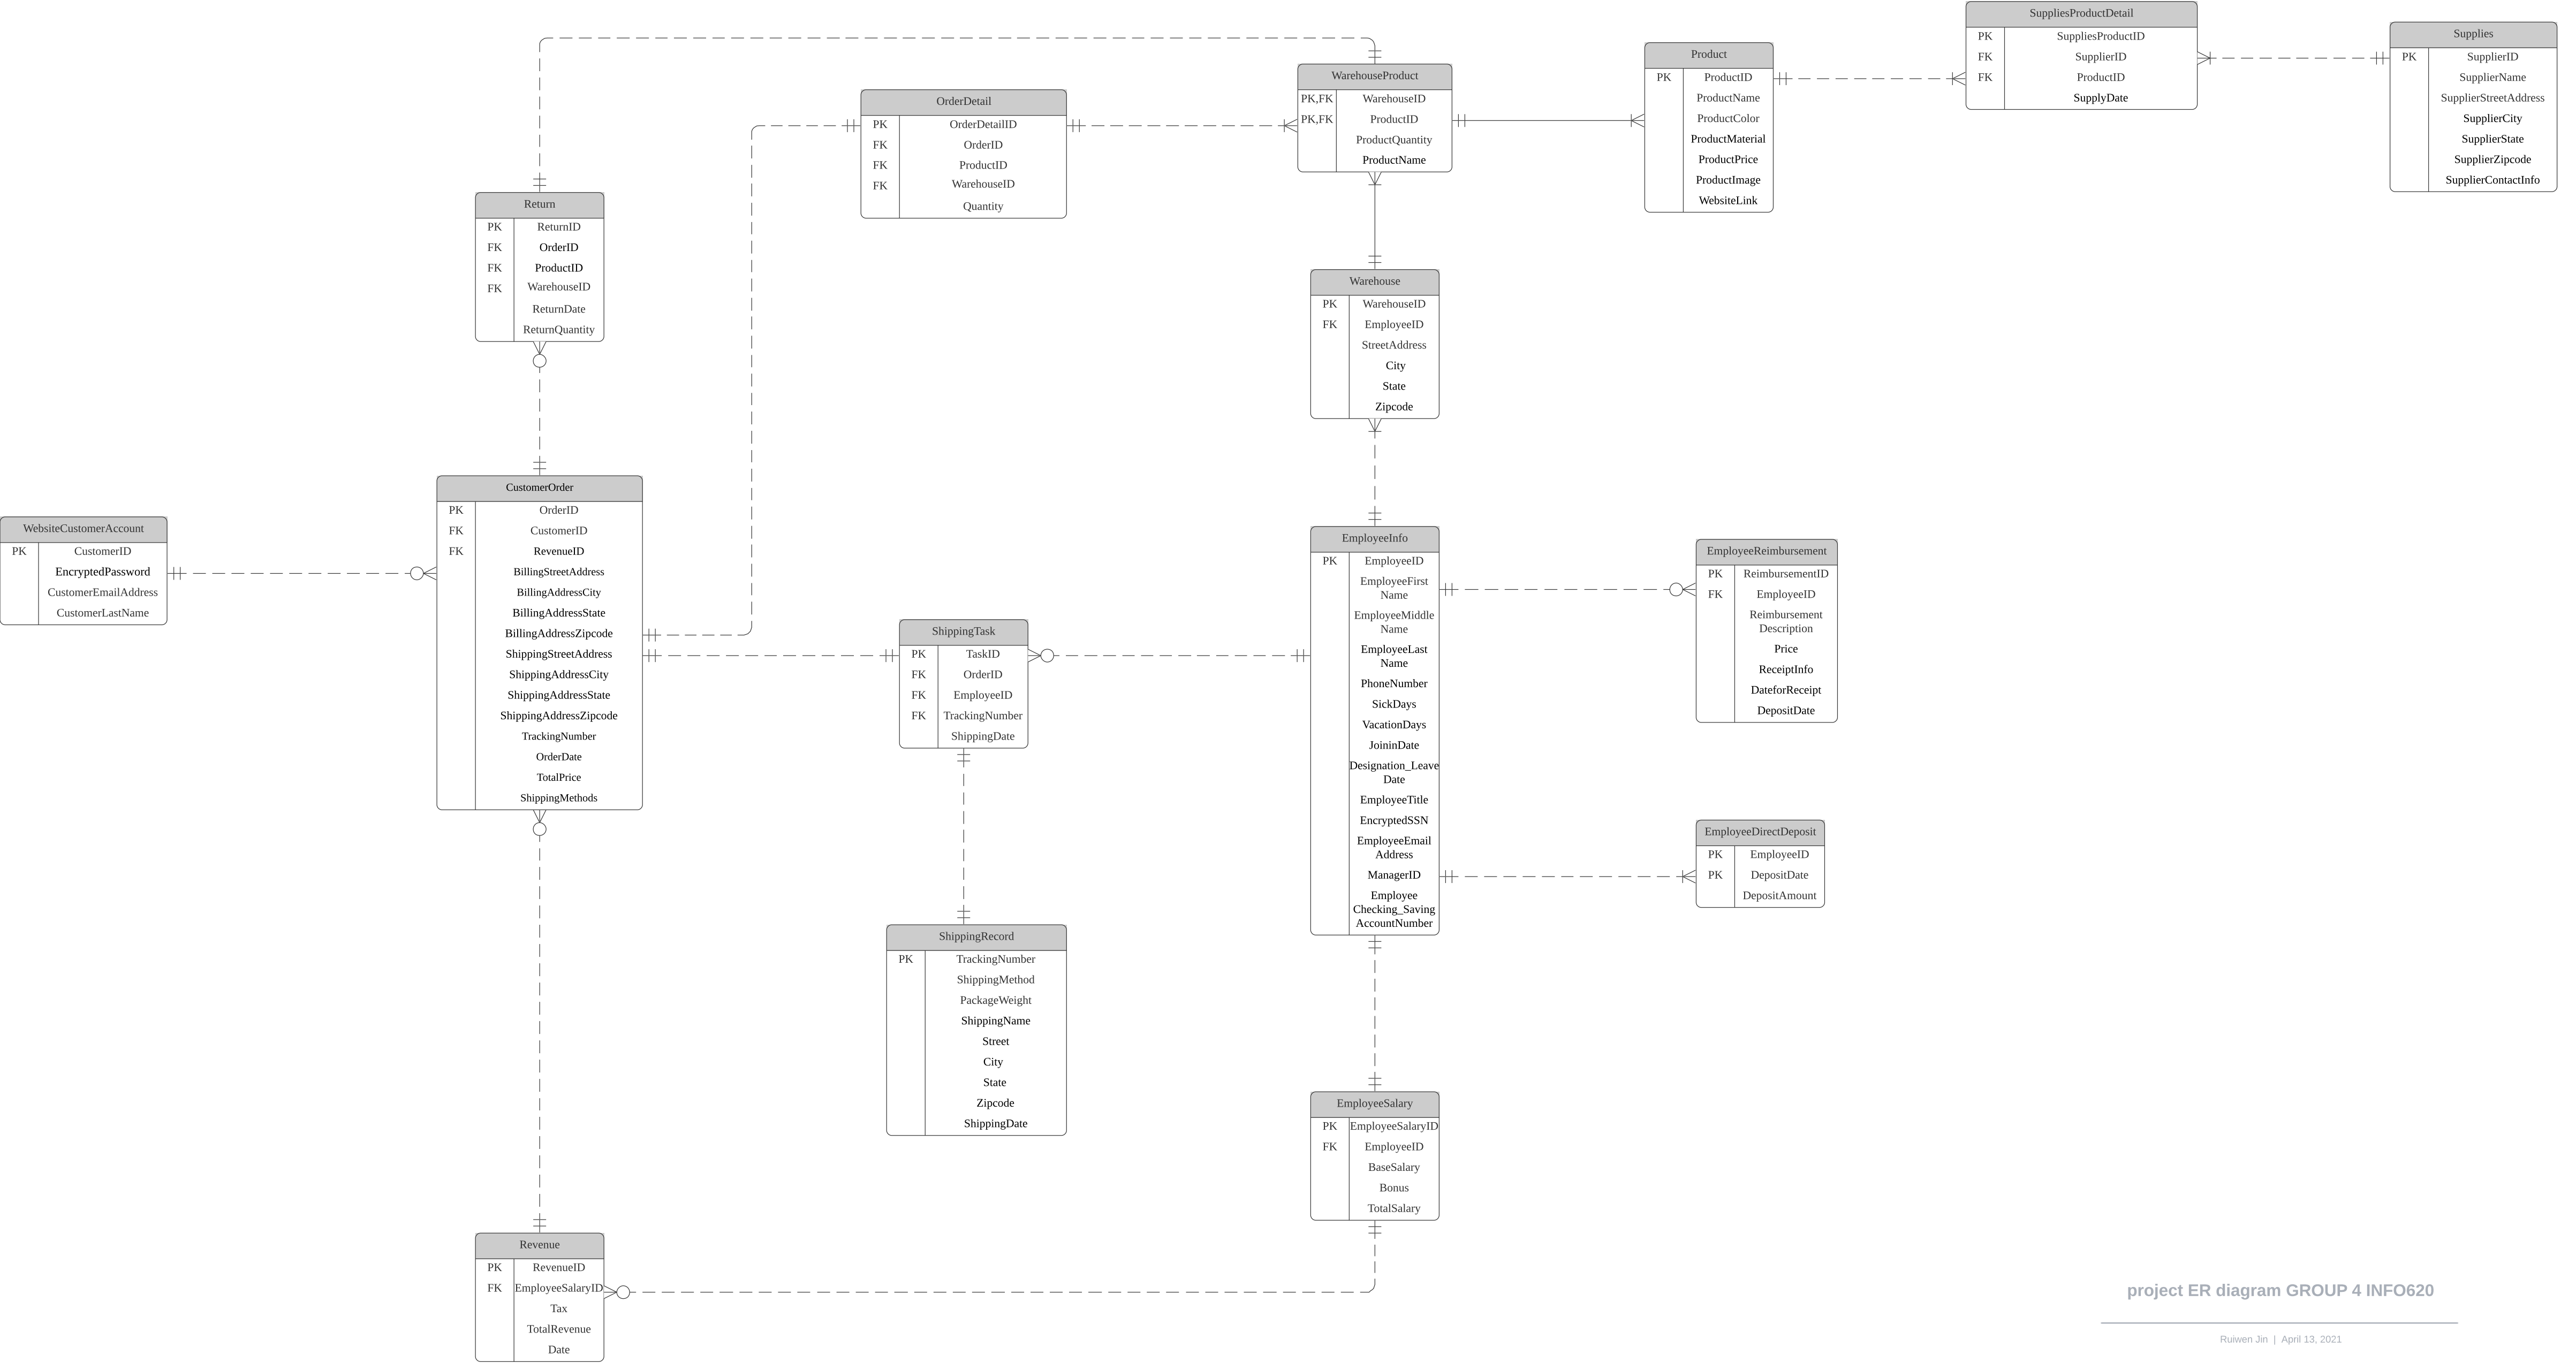 SuppliesProductDetail
PK SuppliesProductID
FK SupplierID
FK ProductID
SupplyDate
Supplies
PK SupplierID
SupplierName
SupplierStreetAddress
SupplierCity
SupplierState
SupplierZipcode
SupplierContactInfo
Product
PK ProductID
ProductName
ProductColor
ProductMaterial
ProductPrice
ProductImage
WebsiteLink
WarehouseProduct
PK,FK WarehouseID
PK,FK ProductID
ProductQuantity
ProductName
OrderDetail
PK OrderDetailID
FK OrderID
FK ProductID
FK WarehouseID
Quantity
Return
PK ReturnID
FK OrderID
FK ProductID
FK WarehouseID
ReturnDate
ReturnQuantity
Warehouse
PK WarehouseID
FK EmployeeID
StreetAddress
City
State
Zipcode
CustomerOrder
PK OrderID
FK CustomerID
FK RevenueID
BillingStreetAddress
BillingAddressCity
BillingAddressState
BillingAddressZipcode
ShippingStreetAddress
ShippingAddressCity
ShippingAddressState
ShippingAddressZipcode
TrackingNumber
OrderDate
TotalPrice
ShippingMethods
WebsiteCustomerAccount
PK CustomerID
EncryptedPassword
CustomerEmailAddress
CustomerLastName
EmployeeInfo
PK EmployeeID
EmployeeFirst
Name
EmployeeMiddle
Name
EmployeeLast
Name
PhoneNumber
SickDays
VacationDays
JoininDate
Designation_Leave
Date
EmployeeTitle
EncryptedSSN
EmployeeEmail
Address
ManagerID
Employee
Checking_Saving
AccountNumber
EmployeeReimbursement
PK ReimbursementID
FK EmployeeID
Reimbursement
Description
Price
ReceiptInfo
DateforReceipt
DepositDate
ShippingTask
PK TaskID
FK OrderID
FK EmployeeID
FK TrackingNumber
ShippingDate
EmployeeDirectDeposit
PK EmployeeID
PK DepositDate
DepositAmount
ShippingRecord
PK TrackingNumber
ShippingMethod
PackageWeight
ShippingName
Street
City
State
Zipcode
ShippingDate
EmployeeSalary
PK EmployeeSalaryID
FK EmployeeID
BaseSalary
Bonus
TotalSalary
Revenue
PK RevenueID
FK EmployeeSalaryID
Tax
TotalRevenue
Date
project ER diagram GROUP 4 INFO620
Ruiwen Jin | April 13, 2021